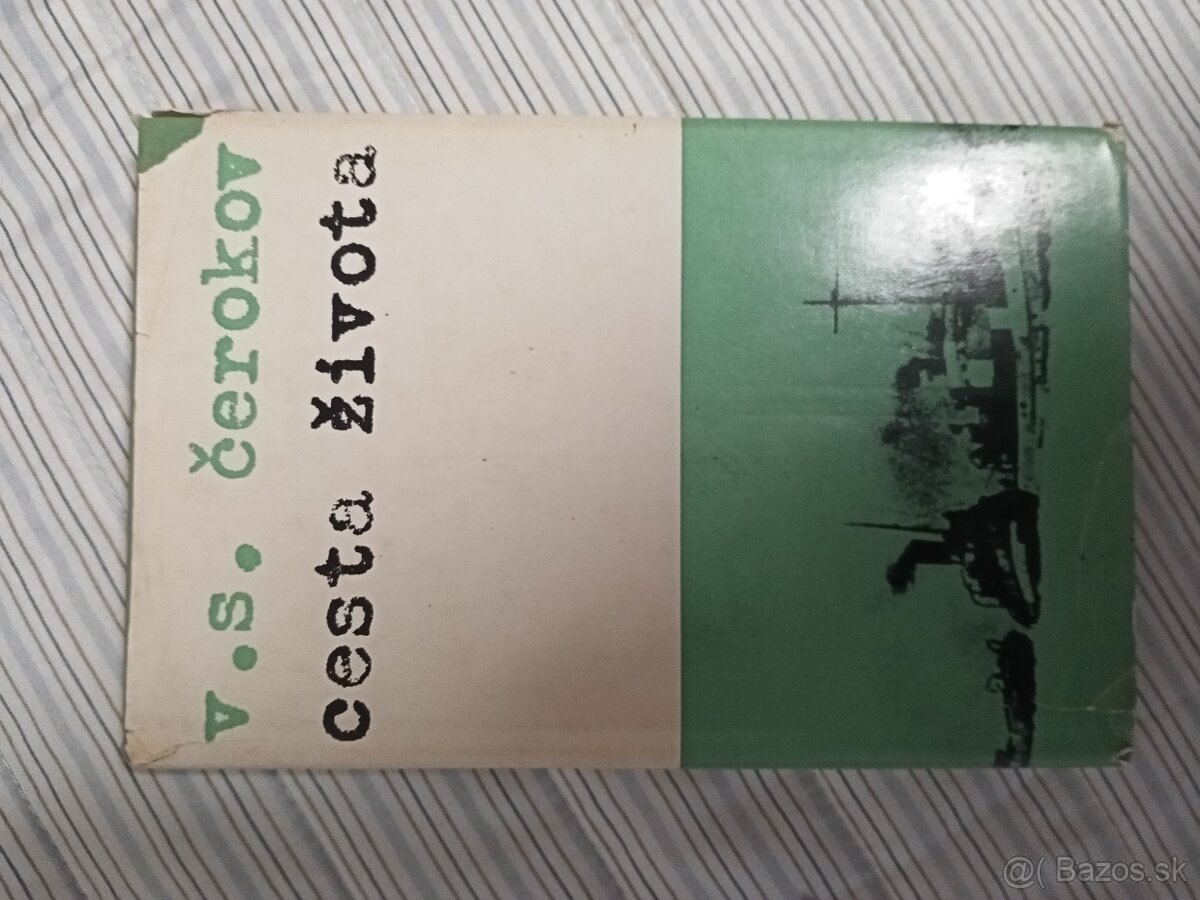 v.s. čerokov
cesta života
@( Bazos.sk